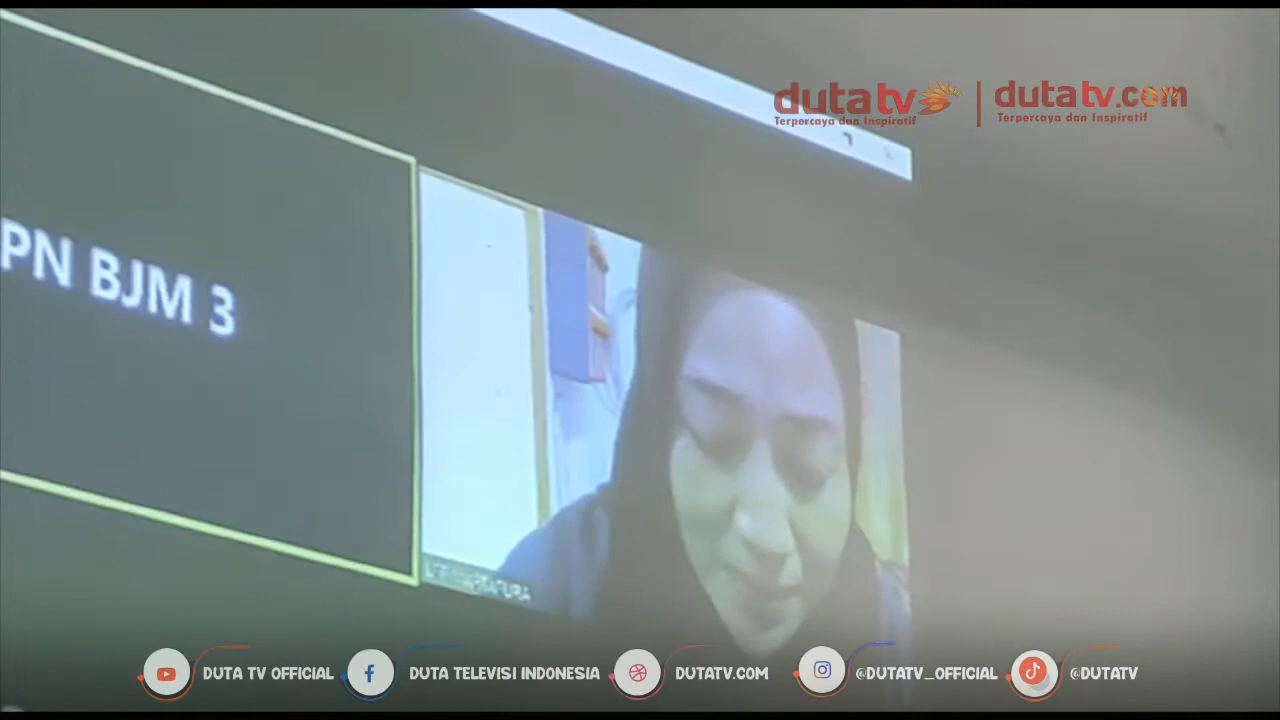 dutatv
Terpercaya dan Inspiratif
dutatv.com
Terpercaya dan Inspiratif
PN BJM 3
DUTA TV OFFICIAL
DUTA TELEVISI INDONESIA
DUTATV.COM
@DUTATV_OFFICIAL
@DUTATV